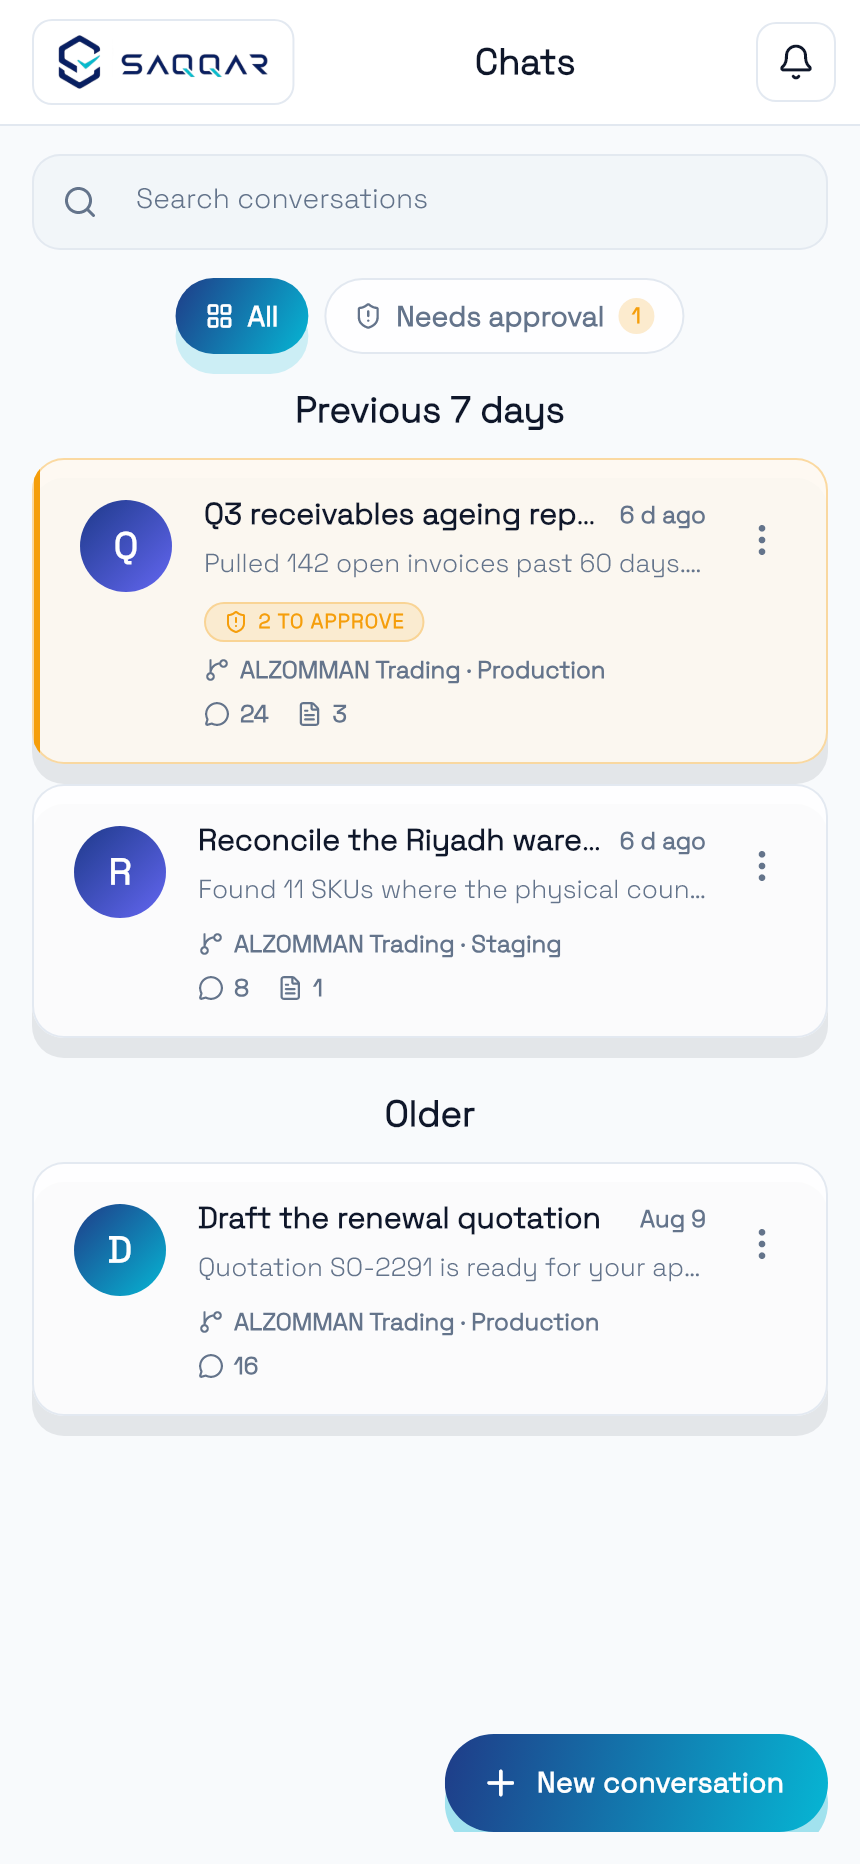 SAQQAR
Chats
Search conversations
All
Needs approval 1
Previous 7 days
Q
Q3 receivables ageing rep... 6 d ago
Pulled 142 open invoices past 60 days....
2 TO APPROVE
ALZOMMAN Trading · Production
24 3
R
Reconcile the Riyadh ware... 6 d ago
Found 11 SKUs where the physical coun...
ALZOMMAN Trading · Staging
8 1
Older
D
Draft the renewal quotation Aug 9
Quotation SO-2291 is ready for your ap...
ALZOMMAN Trading · Production
16
New conversation